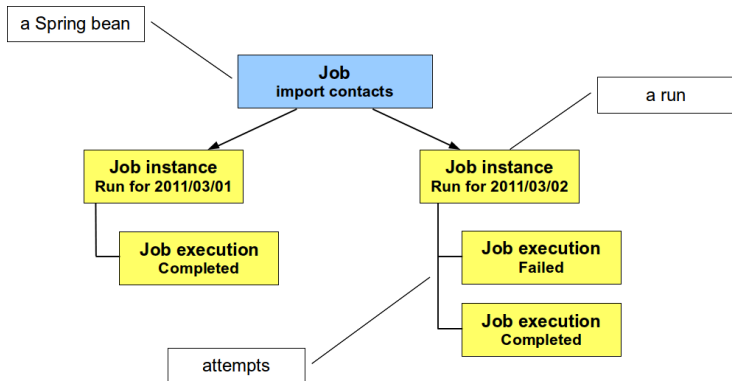 a Spring bean
Job
import contacts
a run
Job instance
Run for 2011/03/01
Job instance
Run for 2011/03/02
Job execution
Completed
Job execution
Failed
Job execution
Completed
attempts